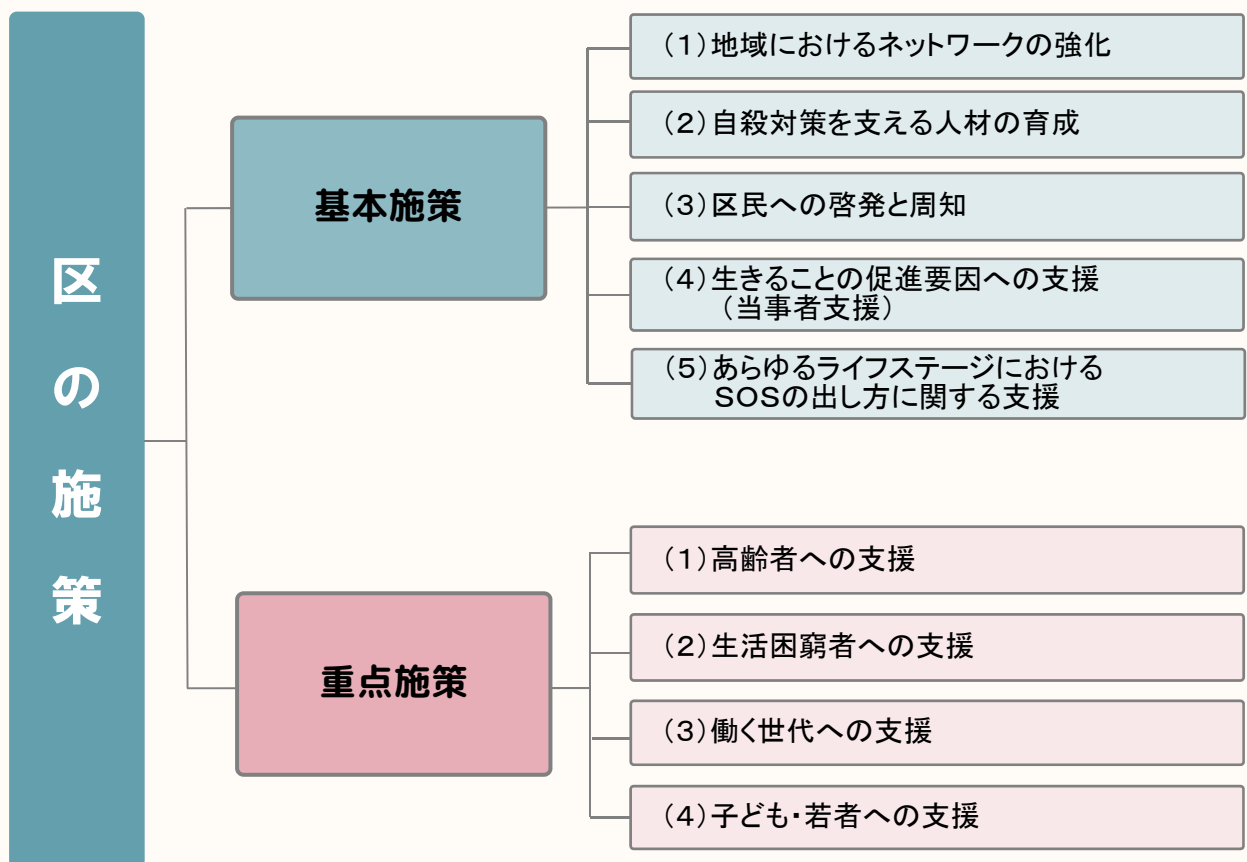 区の施策
基本施策
（１）地域におけるネットワークの強化
（２）自殺対策を支える人材の育成
（３）区民への啓発と周知
（４）生きることの促進要因への支援
（当事者支援）
（５）あらゆるライフステージにおける
ＳＯＳの出し方に関する支援
重点施策
（１）高齢者への支援
（２）生活困窮者への支援
（３）働く世代への支援
（４）子ども・若者への支援